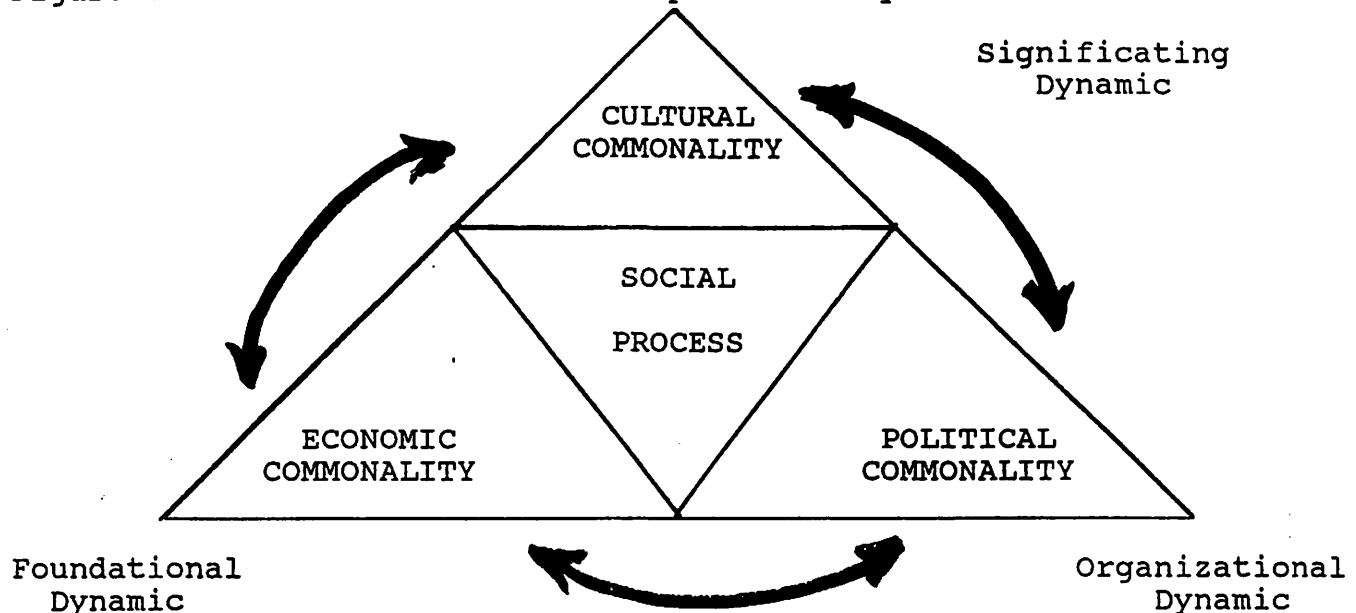 Significating
Dynamic
CULTURAL
COMMONALITY
SOCIAL
PROCESS
ECONOMIC
COMMONALITY
POLITICAL
COMMONALITY
Foundational
Dynamic
Organizational
Dynamic